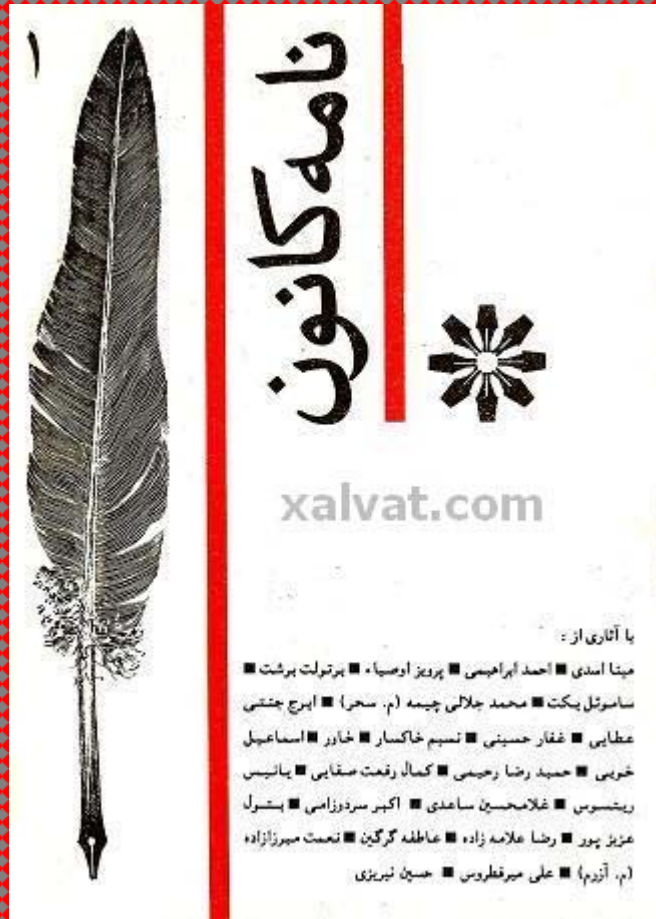 ۱
نامه کانون
xalvat.com
با آثاری از :
مینا اسدی ■ احمد ابراهیمی ■ پرویز اوصیاء ■ برتولت برشت ■
ساموئل بکت ■ محمد جلالی چیمه (م. سحر) ■ ایرج جنتی
عطایی ■ غفار حسینی ■ نسیم خاکسار ■ خاور ■ اسماعیل
خویی ■ حمید رضا رحیمی ■ کمال رفعت صفایی ■ یانیس
ریتسوس ■ غلامحسین ساعدی ■ اکبر سردوزامی ■ بتول
عزیز پور ■ رضا علامه زاده ■ عاطفه گرگین ■ نعمت میرزازاده
(م. آزرم) ■ علی میرفطروس ■ حسین نیریزی